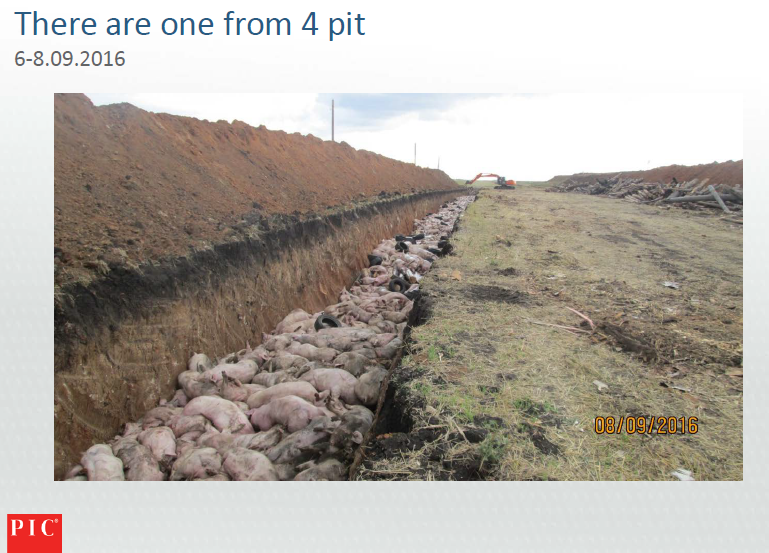 There are one from 4 pit
6-8.09.2016
08/09/2016
PIC®